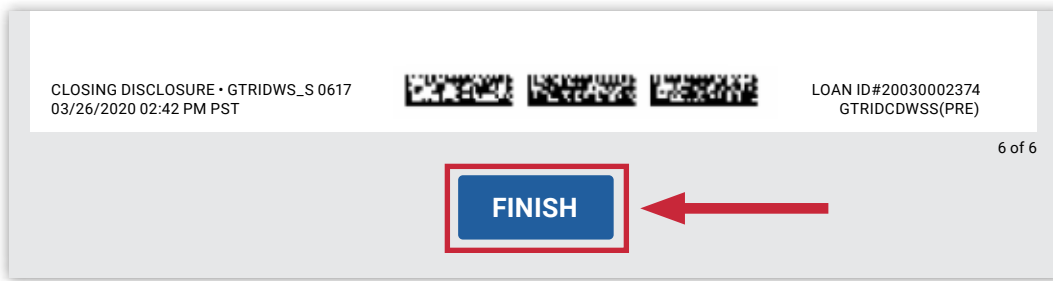 CLOSING DISCLOSURE • GTRIDWS_S 0617
03/26/2020 02:42 PM PST
LOAN ID#20030002374
GTRIDCDWSS(PRE)
6 of 6
FINISH